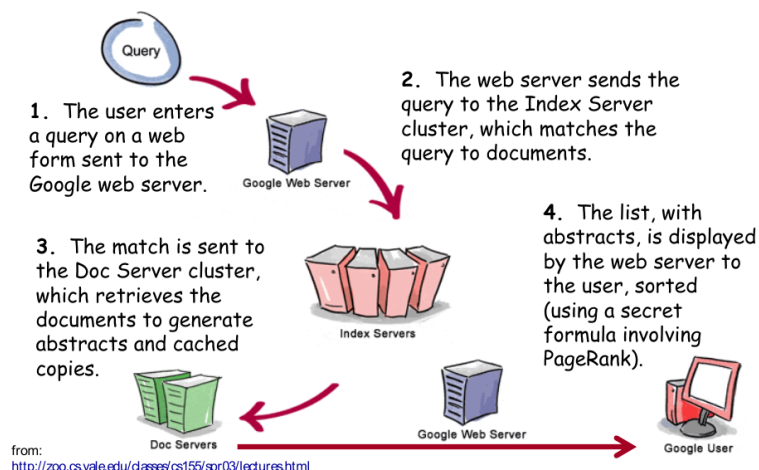 Query
1. The user enters
a query on a web
form sent to the
Google web server.
Google Web Server
2. The web server sends the
query to the Index Server
cluster, which matches the
query to documents.
3. The match is sent to
the Doc Server cluster,
which retrieves the
documents to generate
abstracts and cached
copies.
Index Servers
4. The list, with
abstracts, is displayed
by the web server to
the user, sorted
(using a secret
formula involving
PageRank).
Doc Servers
Google Web Server
Google User
from:
http://zoo.cs.yale.edu/classes/cs155/spr03/lectures.html